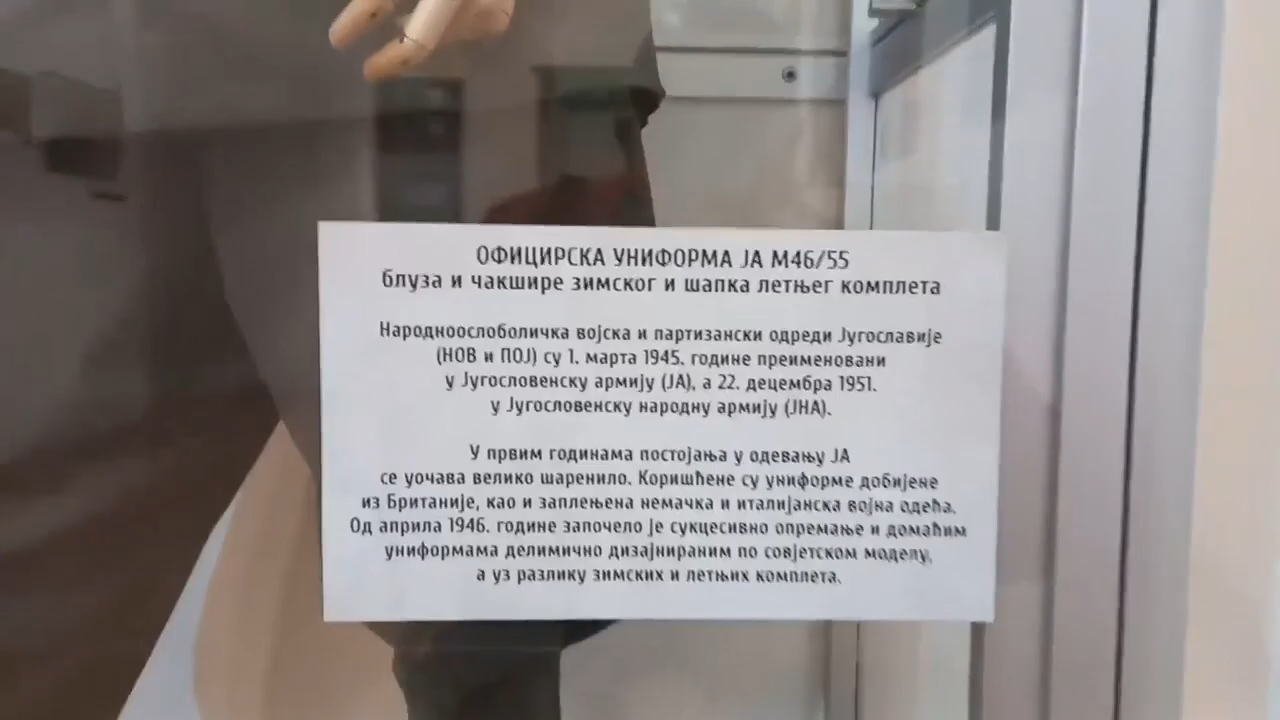 ОФИЦИРСКА УНИФОРМА ЈА М46/55
блуза и чакшире зимског и шапка летњег комплета
Народноослоболичка војска и партизански одреди Југославије
(НОВ и ПОЈ) су 1. марта 1945. године преименовани
у Југословенску армију (ЈА), а 22. децембра 1951.
у Југословенску народну армију (ЈНА).
У првим годинама постојања у одевању ЈА
се уочава велико шаренило. Коришћене су униформе добијене
из Британије, као и заплењена немачка и италијанска војна одећа.
Од априла 1946. године започело је сукцесивно опремање и домаћим
униформама делимично дизајнираним по совјетском моделу,
а уз разлику зимских и летњих комплета.